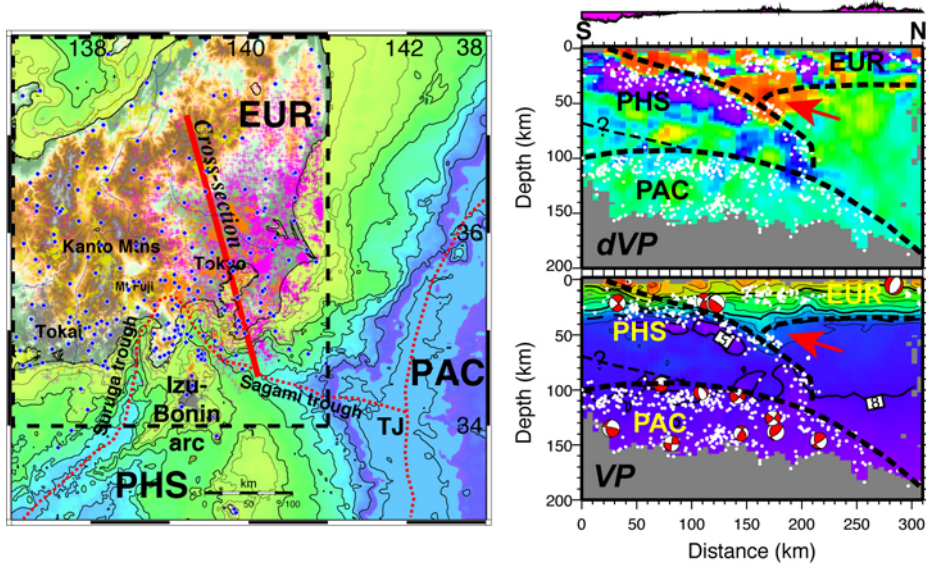 138
140
142
38
EUR
Cross-section
Kanto Mtns
Tokyo
Mt Fuji
36
Tokai
Suruga trough
Sagami trough
PAC
Izu-
Bonin
arc
TJ
34
PHS
km
0 50 100
S
N
0
50
100
150
200
Depth (km)
EUR
PHS
?
PAC
dVP
0
50
100
150
200
Depth (km)
EUR
PHS
?
PAC
8
VP
0 50 100 150 200 250 300
Distance (km)